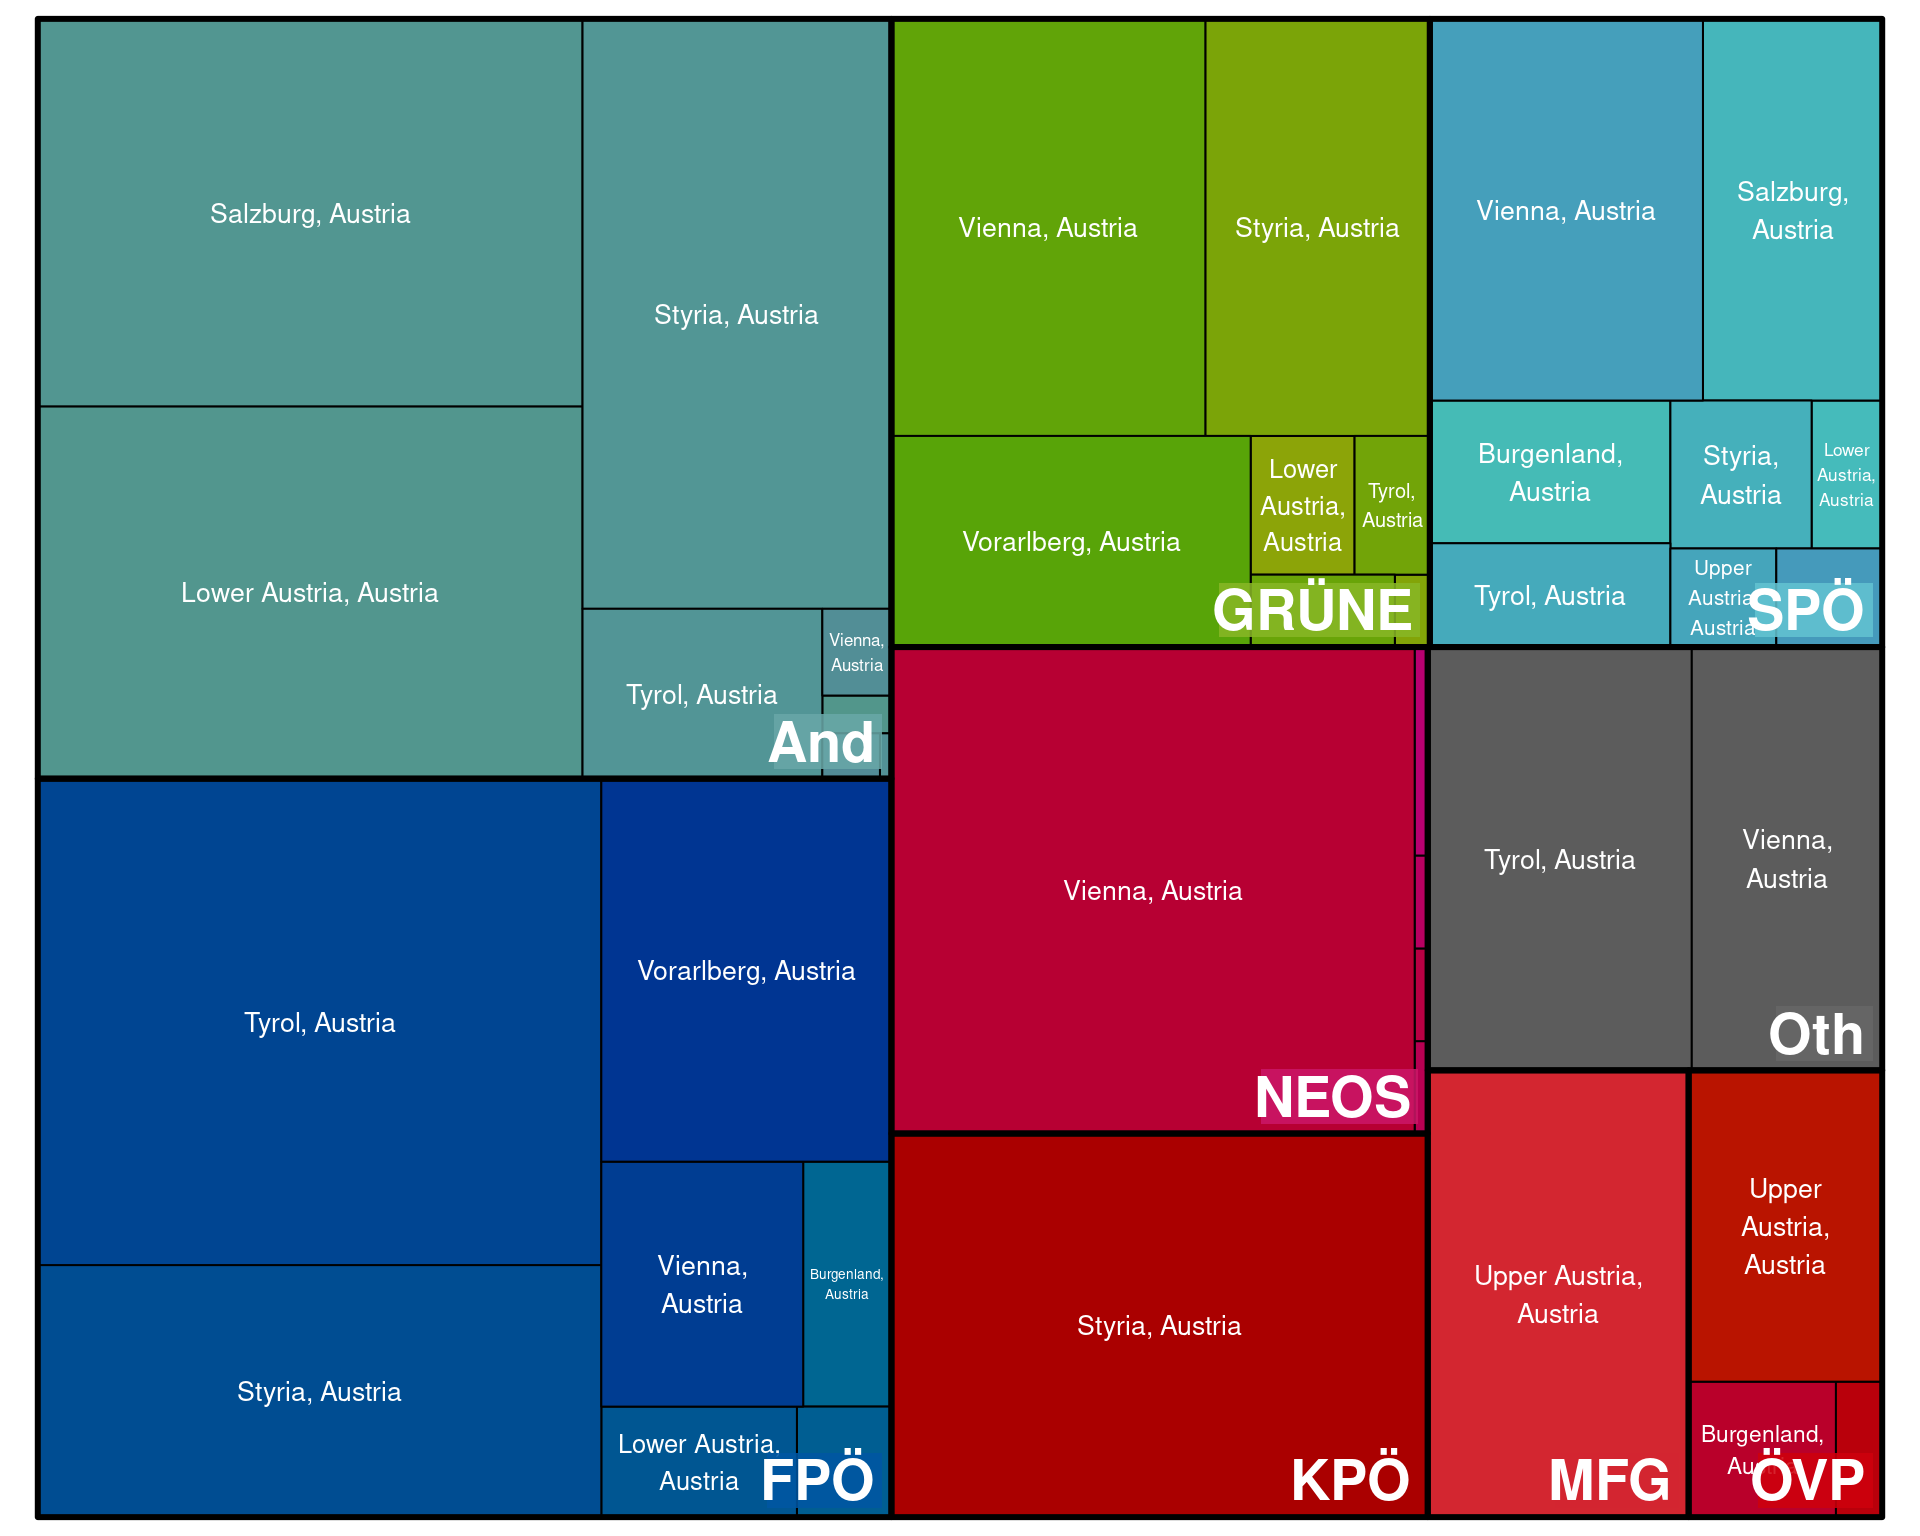 Salzburg, Austria
Styria, Austria
Lower Austria, Austria
Tyrol, Austria
Vienna,
Austria
And
Tyrol, Austria
Vorarlberg, Austria
Styria, Austria
Vienna,
Austria
Burgenland,
Austria
Lower Austria,
Austria
FPÖ
Vienna, Austria
Styria, Austria
Vorarlberg, Austria
Lower
Austria,
Austria
Tyrol,
Austria
GRÜNE
Vienna, Austria
NEOS
Styria, Austria
KPÖ
Vienna, Austria
Salzburg,
Austria
Burgenland,
Austria
Styria,
Austria
Lower
Austria,
Austria
Tyrol, Austria
Upper
Austria,
Austria
SPÖ
Tyrol, Austria
Vienna,
Austria
Oth
Upper Austria,
Austria
MFG
Upper
Austria,
Austria
Burgenland,
Austria
ÖVP